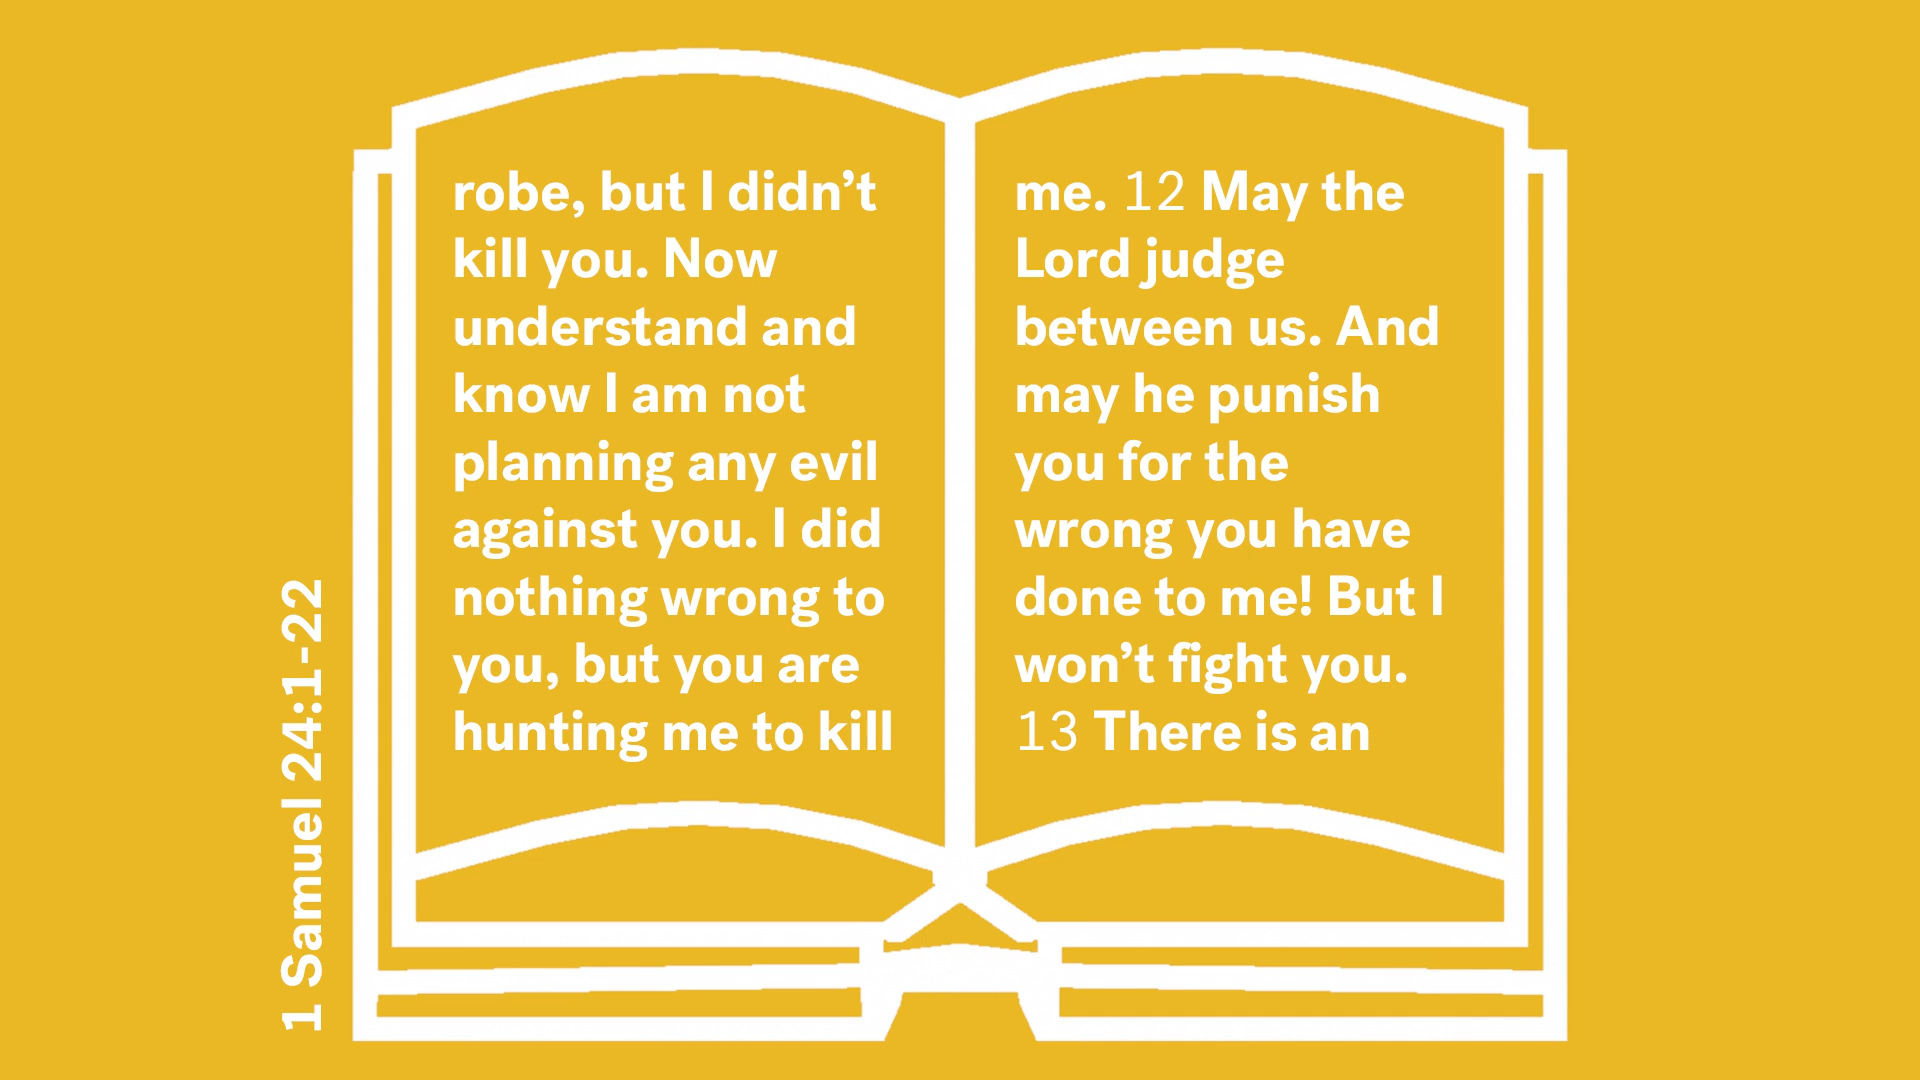 robe, but I didn’t
kill you. Now
understand and
know I am not
planning any evil
against you. I did
nothing wrong to
you, but you are
hunting me to kill
me. 12 May the
Lord judge
between us. And
may he punish
you for the
wrong you have
done to me! But I
won’t fight you.
13 There is an
1 Samuel 24:1-22